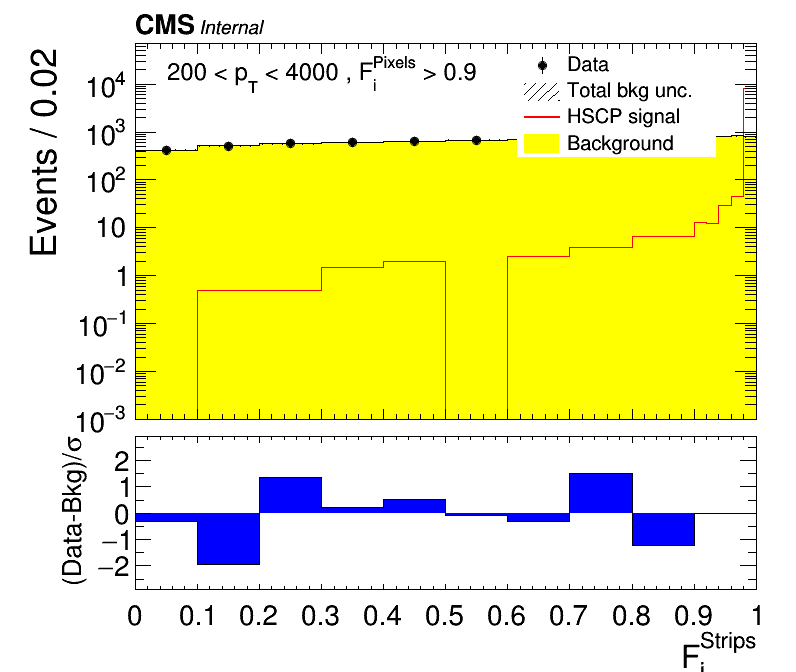 CMS Internal
200 < p_T < 4000 , F_i^Pixels > 0.9
Data
Total bkg unc.
HSCP signal
Background
Events / 0.02
10^4
10^3
10^2
10
1
10^−1
10^−2
10^−3
(Data-Bkg)/σ
2
1
0
−1
−2
0 0.1 0.2 0.3 0.4 0.5 0.6 0.7 0.8 0.9 1
F_i^Strips